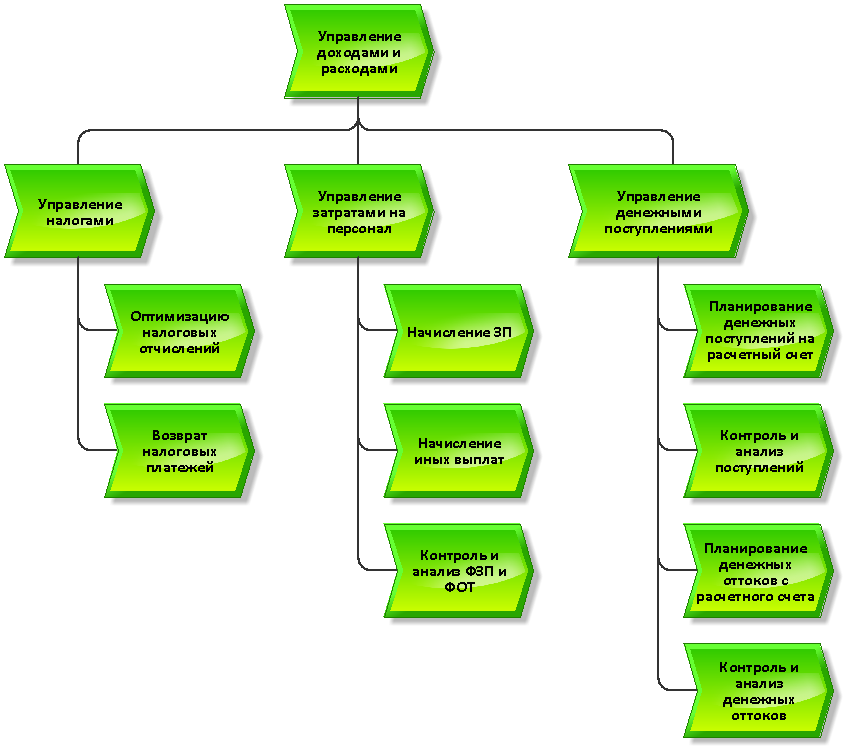 Управление
доходами и
расходами
Управление
налогами
Управление
затратами на
персонал
Управление
денежными
поступлениями
Оптимизацию
налоговых
отчислений
Возврат
налоговых
платежей
Начисление ЗП
Начисление
иных выплат
Контроль и
анализ ФЗП и
ФОТ
Планирование
денежных
поступлений на
расчетный счет
Контроль и
анализ
поступлений
Планирование
денежных
оттоков с
расчетного счета
Контроль и
анализ
денежных
оттоков